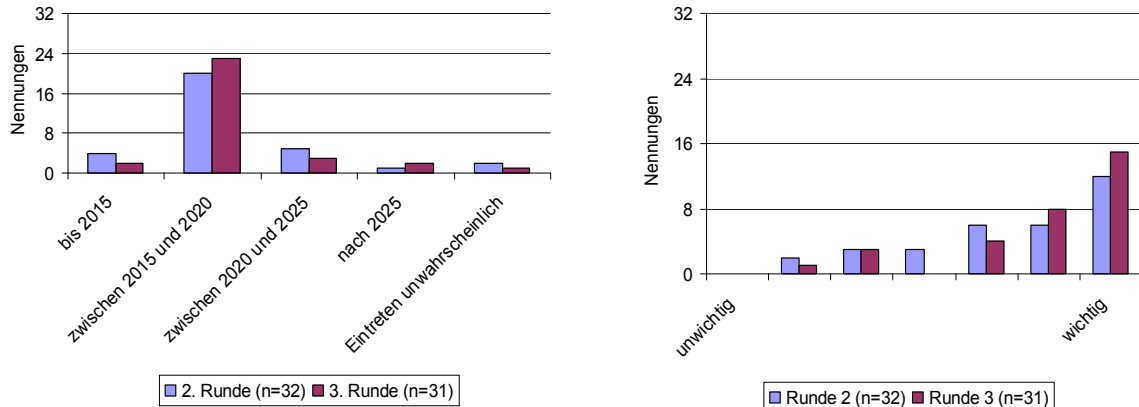 Nennungen
32
24
16
8
0
bis 2015
zwischen 2015 und 2020
zwischen 2020 und 2025
nach 2025
Eintreten unwahrscheinlich
2. Runde (n=32) 3. Runde (n=31)
Nennungen
32
24
16
8
0
unwichtig
wichtig
Runde 2 (n=32) Runde 3 (n=31)